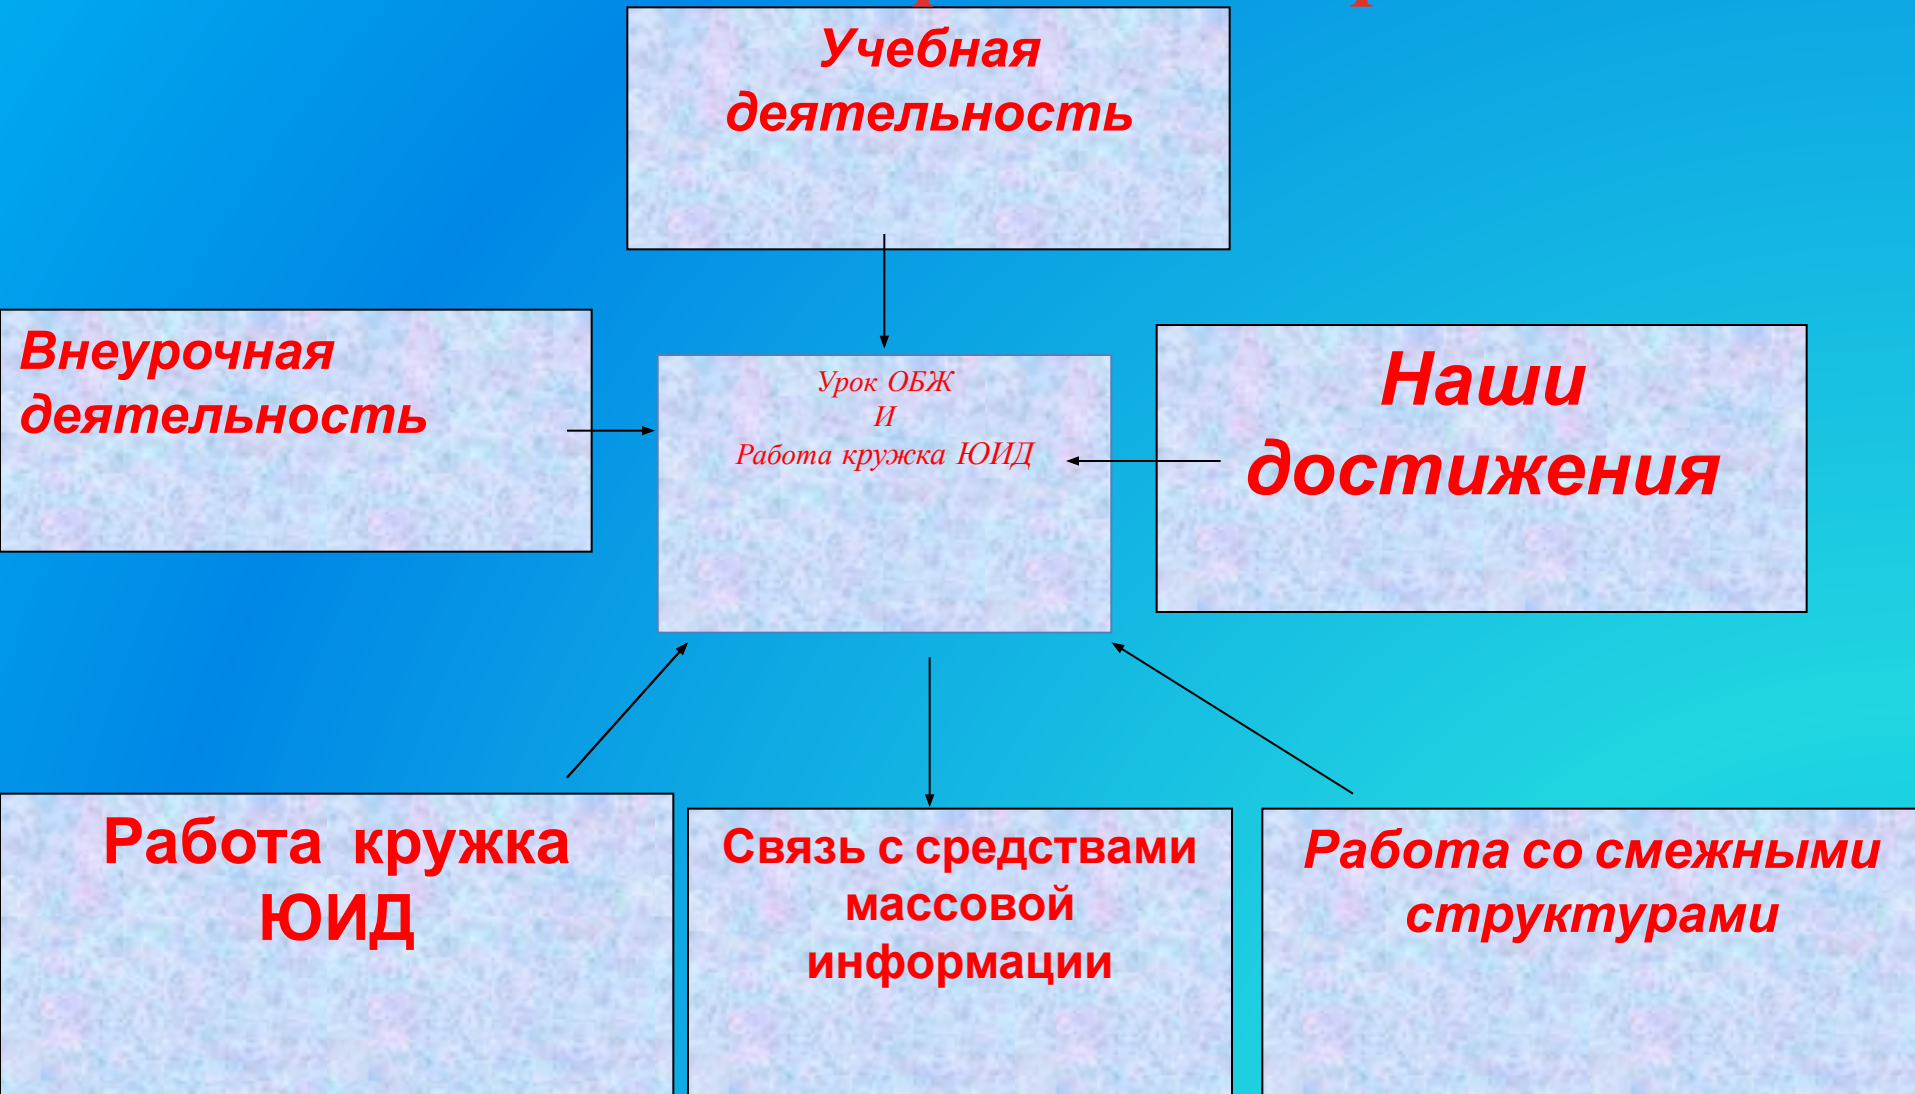 Учебная
деятельность
Внеурочная
деятельность
Урок ОБЖ
И
Работа кружка ЮИД
Наши
достижения
Работа кружка
ЮИД
Связь с средствами
массовой
информации
Работа со смежными
структурами